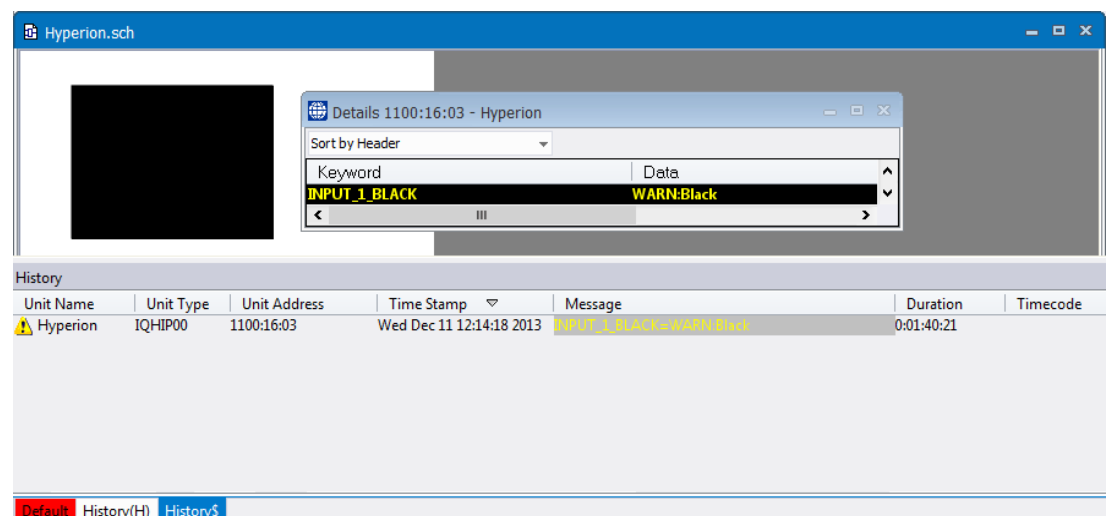 Hyperion.sch
Details 1100:16:03 - Hyperion
Sort by Header
Keyword Data
INPUT_1_BLACK WARN:Black
History
Unit Name Unit Type Unit Address Time Stamp Message Duration Timecode
Hyperion IQHIP00 1100:16:03 Wed Dec 11 12:14:18 2013 INPUT_1_BLACK=WARN:Black 0:01:40:21
Default History(H) History$